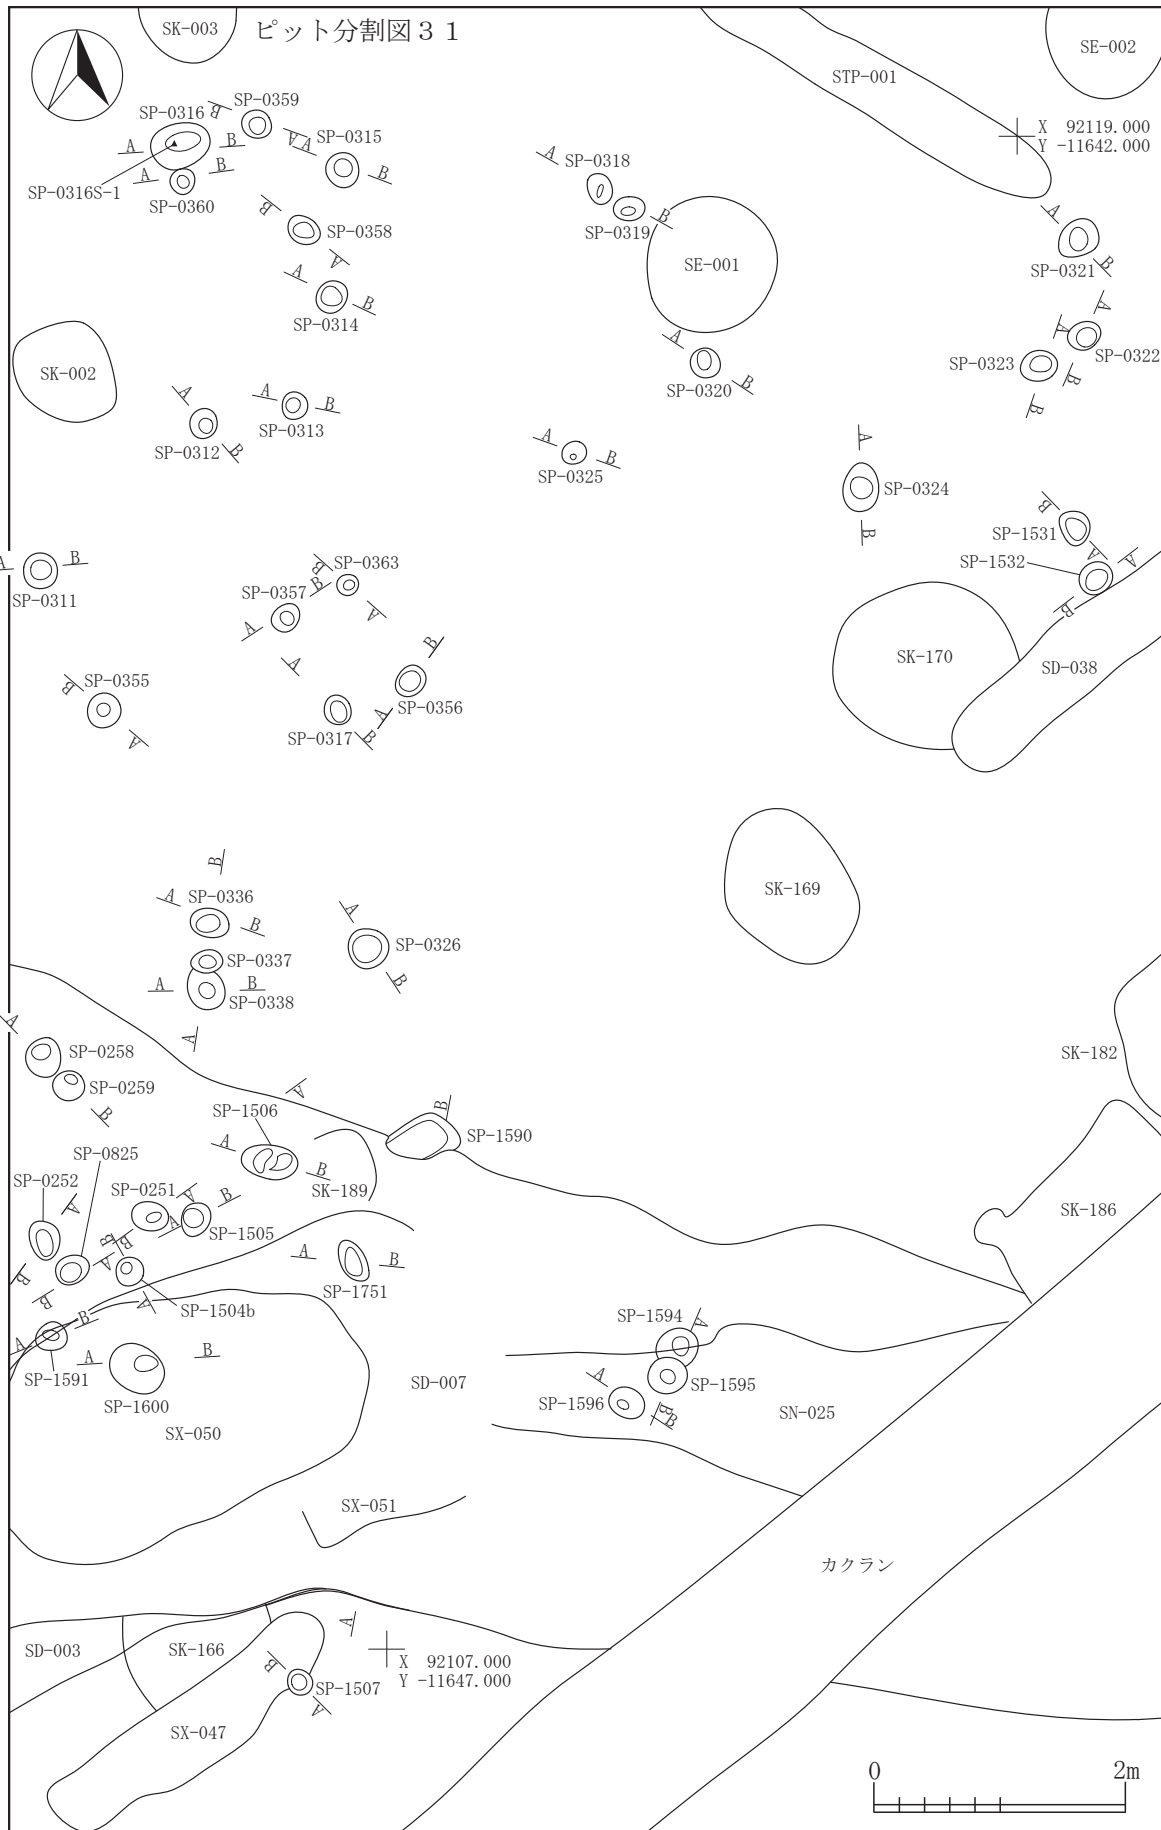 SK-003
ピット分割図３１
SE-002
STP-001
SP-0359
SP-0316
B
A
B
A
A
SP-0315
B
X 92119.000
Y -11642.000
A
B
SP-0316S-1
SP-0360
A
SP-0318
B
SP-0319
B
SP-0358
A
SE-001
A
SP-0321
B
A
SP-0314
B
A
SP-0322
B
A
SP-0323
B
SK-002
A
SP-0320
B
A
SP-0312
B
A
SP-0313
B
A
SP-0325
B
A
SP-0324
B
B
SP-1531
A
A
SP-1532
B
A
B
SP-0311
B
SP-0363
A
B
SP-0357
A
SK-170
SD-038
B
SP-0355
A
A
SP-0317
B
B
SP-0356
A
SK-169
B
A
SP-0336
B
SP-0337
A
B
SP-0338
A
A
SP-0326
B
A
SP-0258
SP-0259
B
SK-182
A
SP-1506
A
B
SK-189
B
SP-1590
SP-0825
SP-0252
A
B
SP-0251
A
B
B
A
SP-1505
SK-186
A
B
B
A
SP-1504b
A
B
SP-1751
A
B
SP-1591
A
B
SP-1600
SX-050
SD-007
SP-1594
A
SP-1595
B
A
SP-1596
B
SN-025
SX-051
カクラン
SD-003
SK-166
A
B
SP-1507
A
X 92107.000
Y -11647.000
SX-047
0
2m